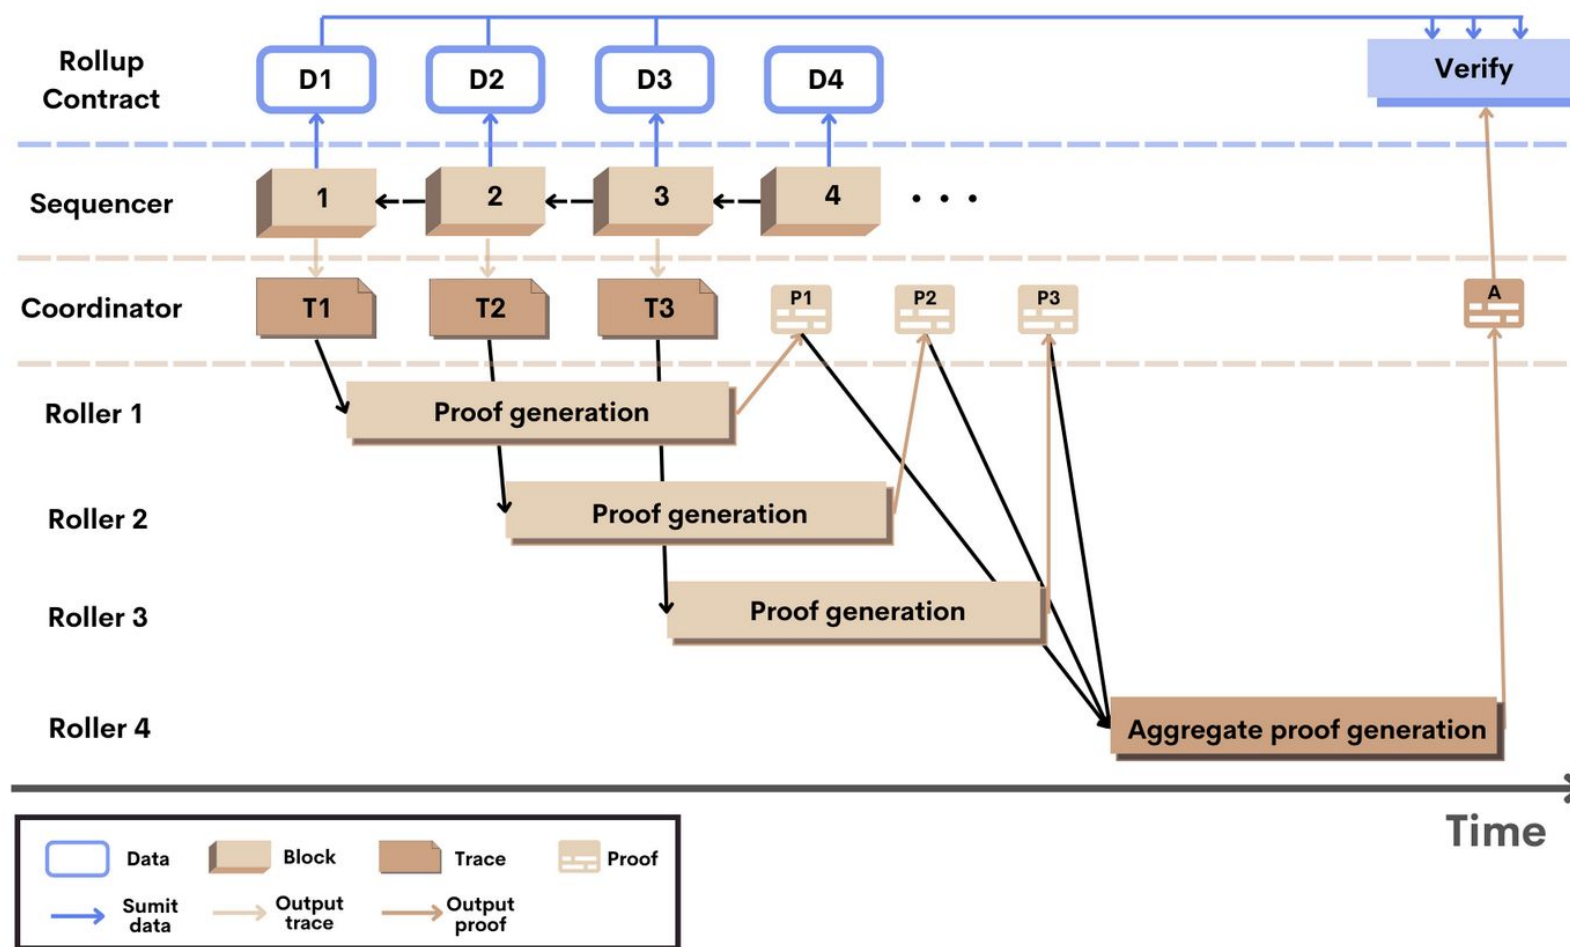 Rollup
Contract
D1
D2
D3
D4
Verify
Sequencer
1
2
3
4
. . .
Coordinator
T1
T2
T3
P1
P2
P3
A
Roller 1
Proof generation
Roller 2
Proof generation
Roller 3
Proof generation
Roller 4
Aggregate proof generation
Time
Data
Block
Trace
Proof
Sumit
data
Output
trace
Output
proof